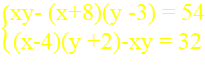 xy- (x+8)(y -3) = 54
(x-4)(y +2)-xy = 32